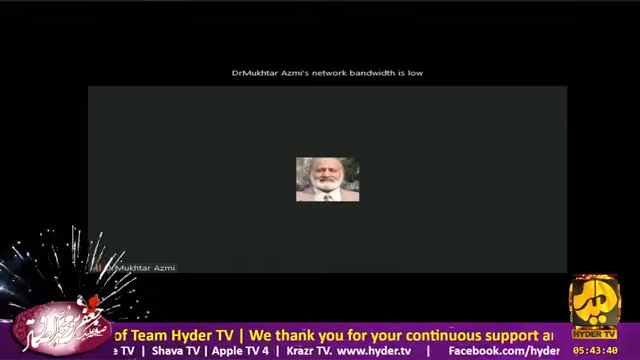 DrMukhtar Azmi's network bandwidth is low
DrMukhtar Azmi
HYDER TV
of Team Hyder TV | We thank you for your continuous support a
05:43:40
e TV | Shava TV | Apple TV 4 | Krazr TV. www.hyder.tv Facebook.com/hyder